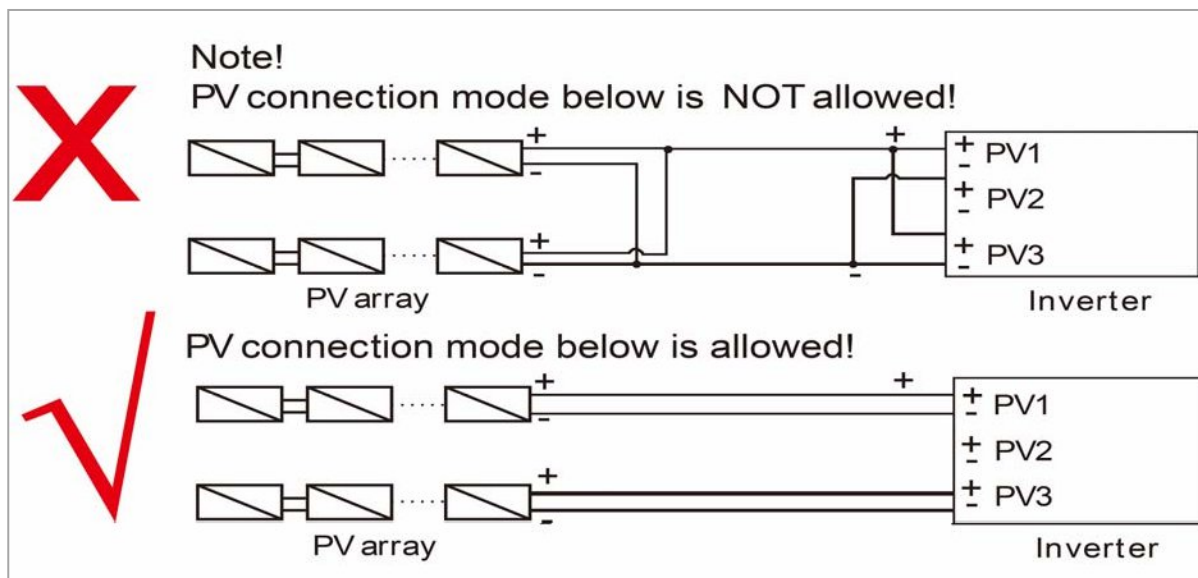 Note!
PV connection mode below is NOT allowed!
+ + + PV1
- -
+ PV2
-
+ + PV3
- - -
PV array Inverter
PV connection mode below is allowed!
+ + + PV1
- -
+ PV2
-
+ + PV3
- -
PV array Inverter